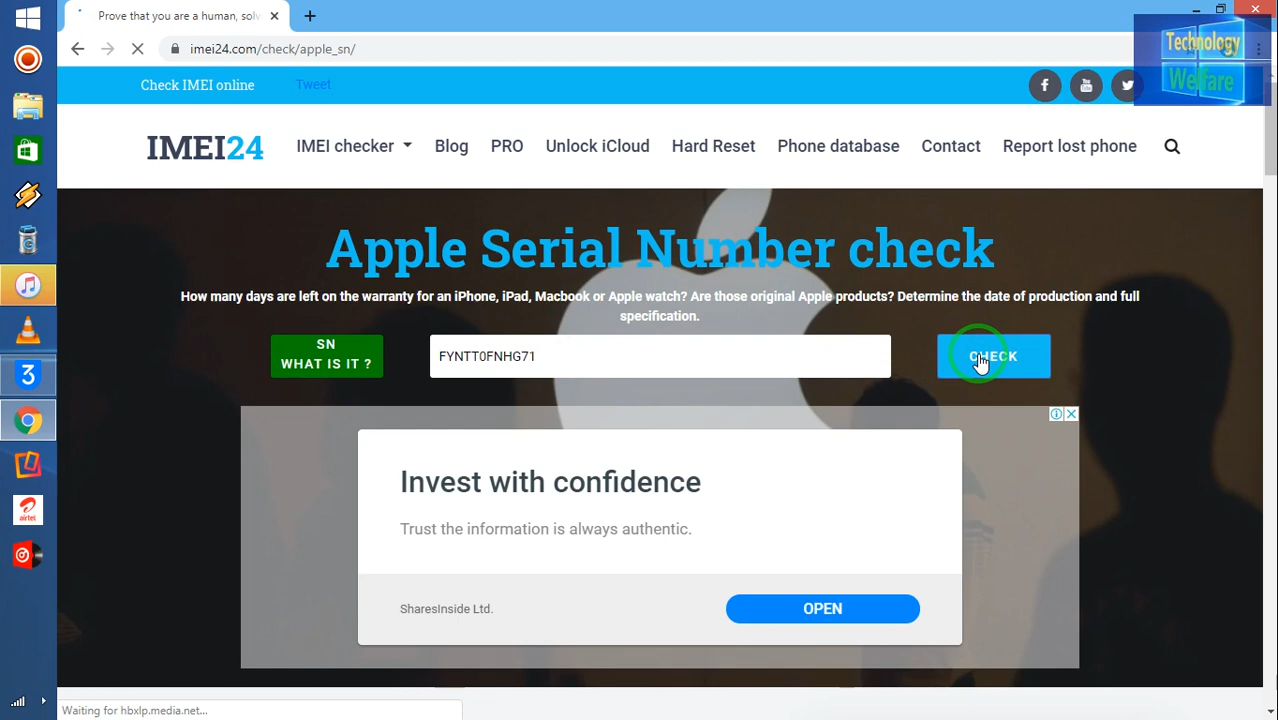 Prove that you are a human, solv
imei24.com/check/apple_sn/
Technology
Welfare
Check IMEI online
Tweet
IMEI24
IMEI checker
Blog
PRO
Unlock iCloud
Hard Reset
Phone database
Contact
Report lost phone
Apple Serial Number check
How many days are left on the warranty for an iPhone, iPad, Macbook or Apple watch? Are those original Apple products? Determine the date of production and full
specification.
SN
WHAT IS IT ?
FYNTT0FNHG71
CHECK
Invest with confidence
Trust the information is always authentic.
SharesInside Ltd.
OPEN
airtel
Waiting for hbxlp.media.net...